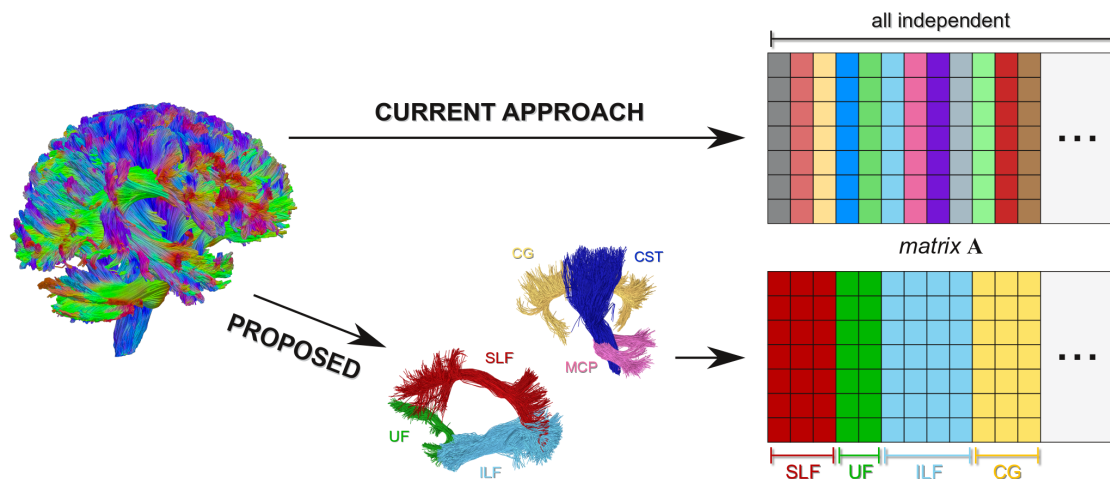 all independent
CURRENT APPROACH
...
matrix A
CG
CST
PROPOSED
SLF
MCP
UF
ILF
...
SLF UF ILF CG